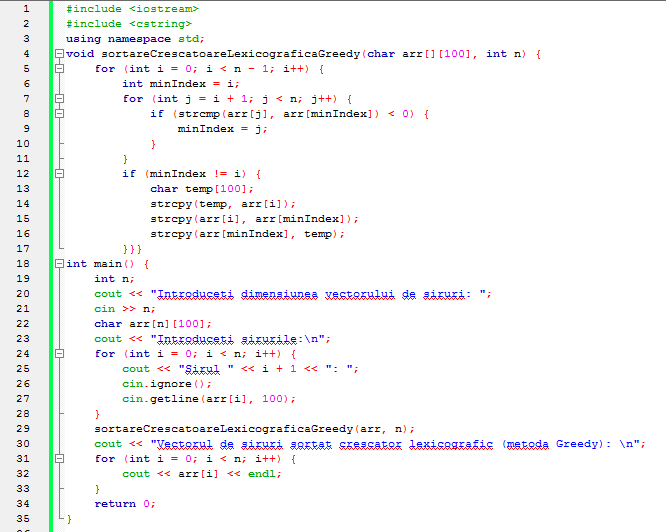 1 #include <iostream>
2 #include <cstring>
3 using namespace std;
4 void sortareCrescatoareLexicograficaGreedy(char arr[][100], int n) {
5 for (int i = 0; i < n - 1; i++) {
6 int minIndex = i;
7 for (int j = i + 1; j < n; j++) {
8 if (strcmp(arr[j], arr[minIndex]) < 0) {
9 minIndex = j;
10 }
11 }
12 if (minIndex != i) {
13 char temp[100];
14 strcpy(temp, arr[i]);
15 strcpy(arr[i], arr[minIndex]);
16 strcpy(arr[minIndex], temp);
17 }}}
18 int main() {
19 int n;
20 cout << "Introduceti dimensiunea vectorului de siruri: ";
21 cin >> n;
22 char arr[n][100];
23 cout << "Introduceti sirurile:\n";
24 for (int i = 0; i < n; i++) {
25 cout << "Sirul " << i + 1 << ": ";
26 cin.ignore();
27 cin.getline(arr[i], 100);
28 }
29 sortareCrescatoareLexicograficaGreedy(arr, n);
30 cout << "Vectorul de siruri sortat crescator lexicografic (metoda Greedy): \n";
31 for (int i = 0; i < n; i++) {
32 cout << arr[i] << endl;
33 }
34 return 0;
35 }